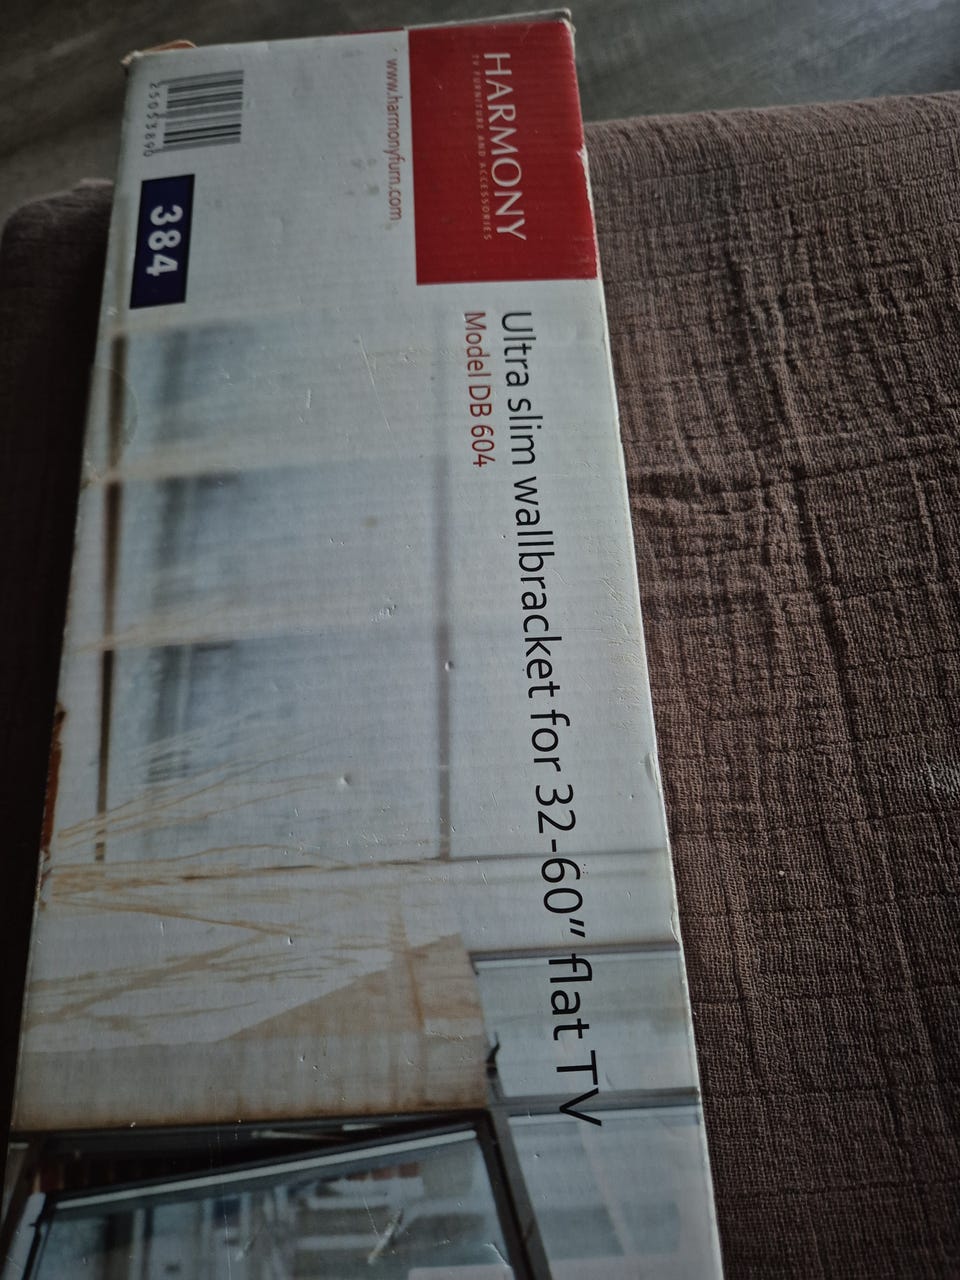 HARMONY
TV FURNITURE AND ACCESSORIES
www.harmonyfurn.com
Ultra slim wallbracket for 32-60" flat TV
Model DB 604
25053890
384